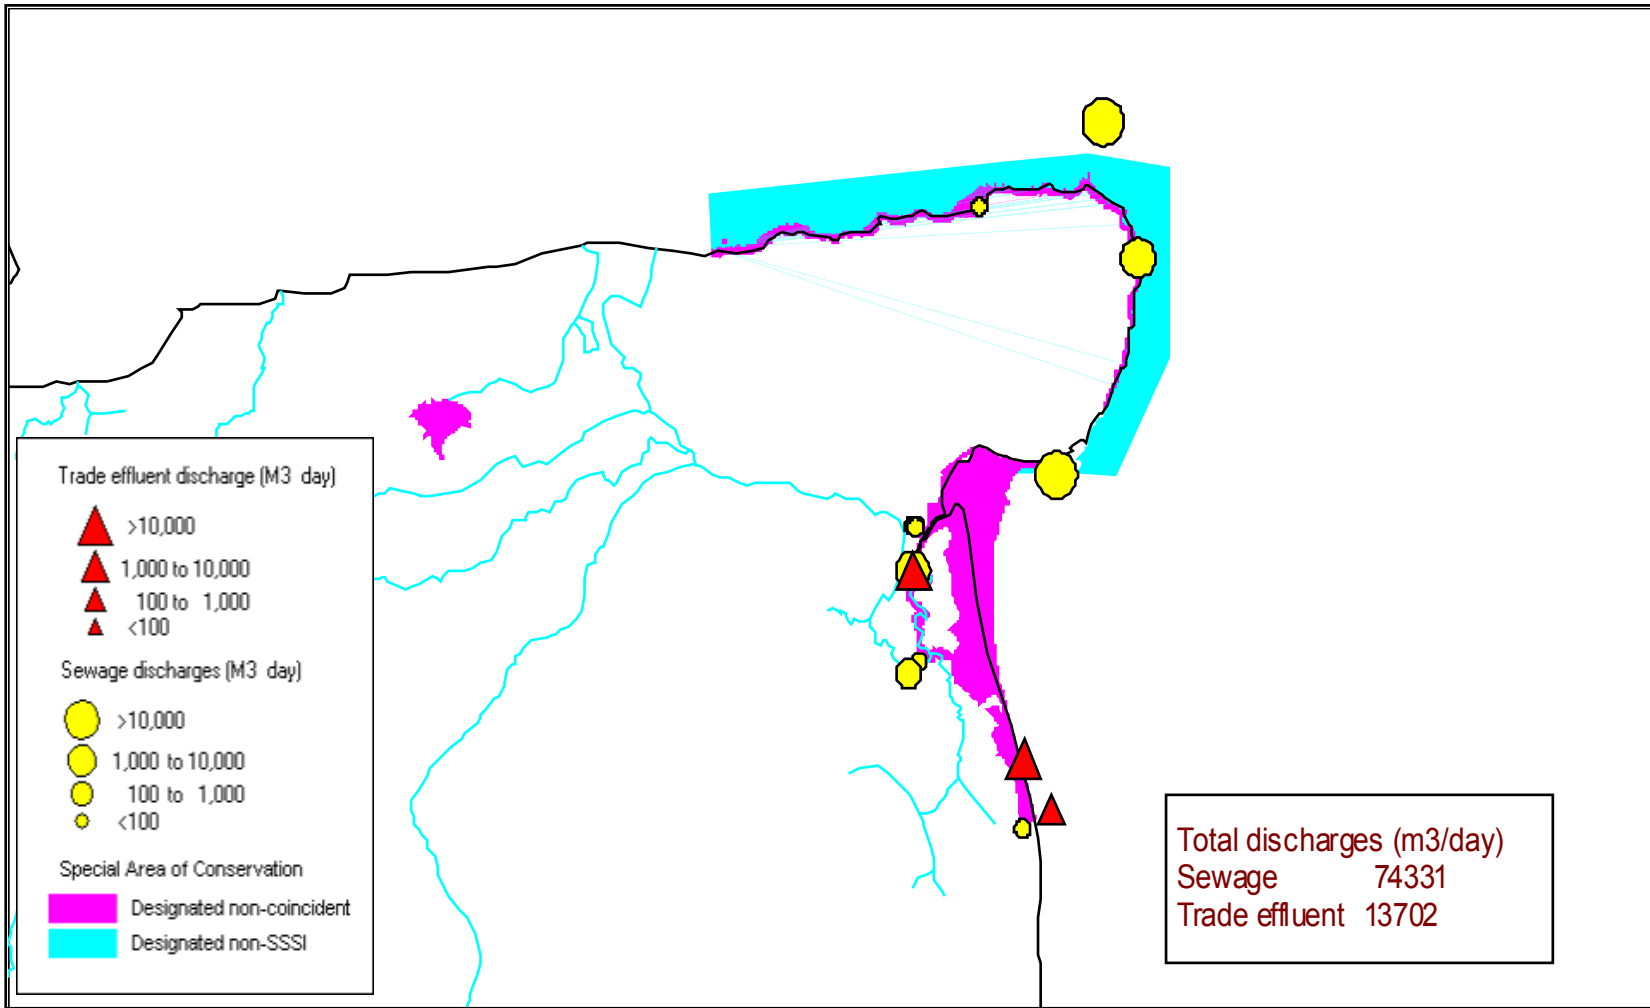 Trade effluent discharge (M3 day)
>10,000
1,000 to 10,000
100 to 1,000
<100
Sewage discharges (M3 day)
>10,000
1,000 to 10,000
100 to 1,000
<100
Special Area of Conservation
Designated non-coincident
Designated non-SSSI
Total discharges (m3/day)
Sewage 74331
Trade effluent 13702